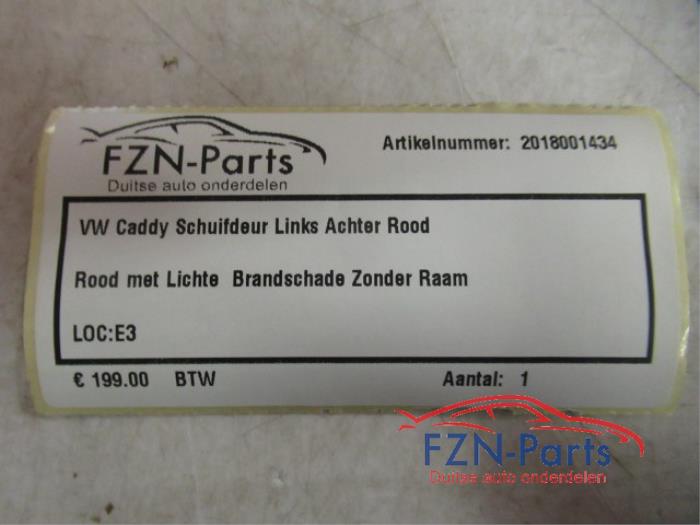 FZN-Parts
Duitse auto onderdelen
Artikelnummer: 2018001434
VW Caddy Schuifdeur Links Achter Rood
Rood met Lichte Brandschade Zonder Raam
LOC:E3
€ 199.00 BTW
Aantal: 1
FZN-Parts
Duitse auto onderdelen